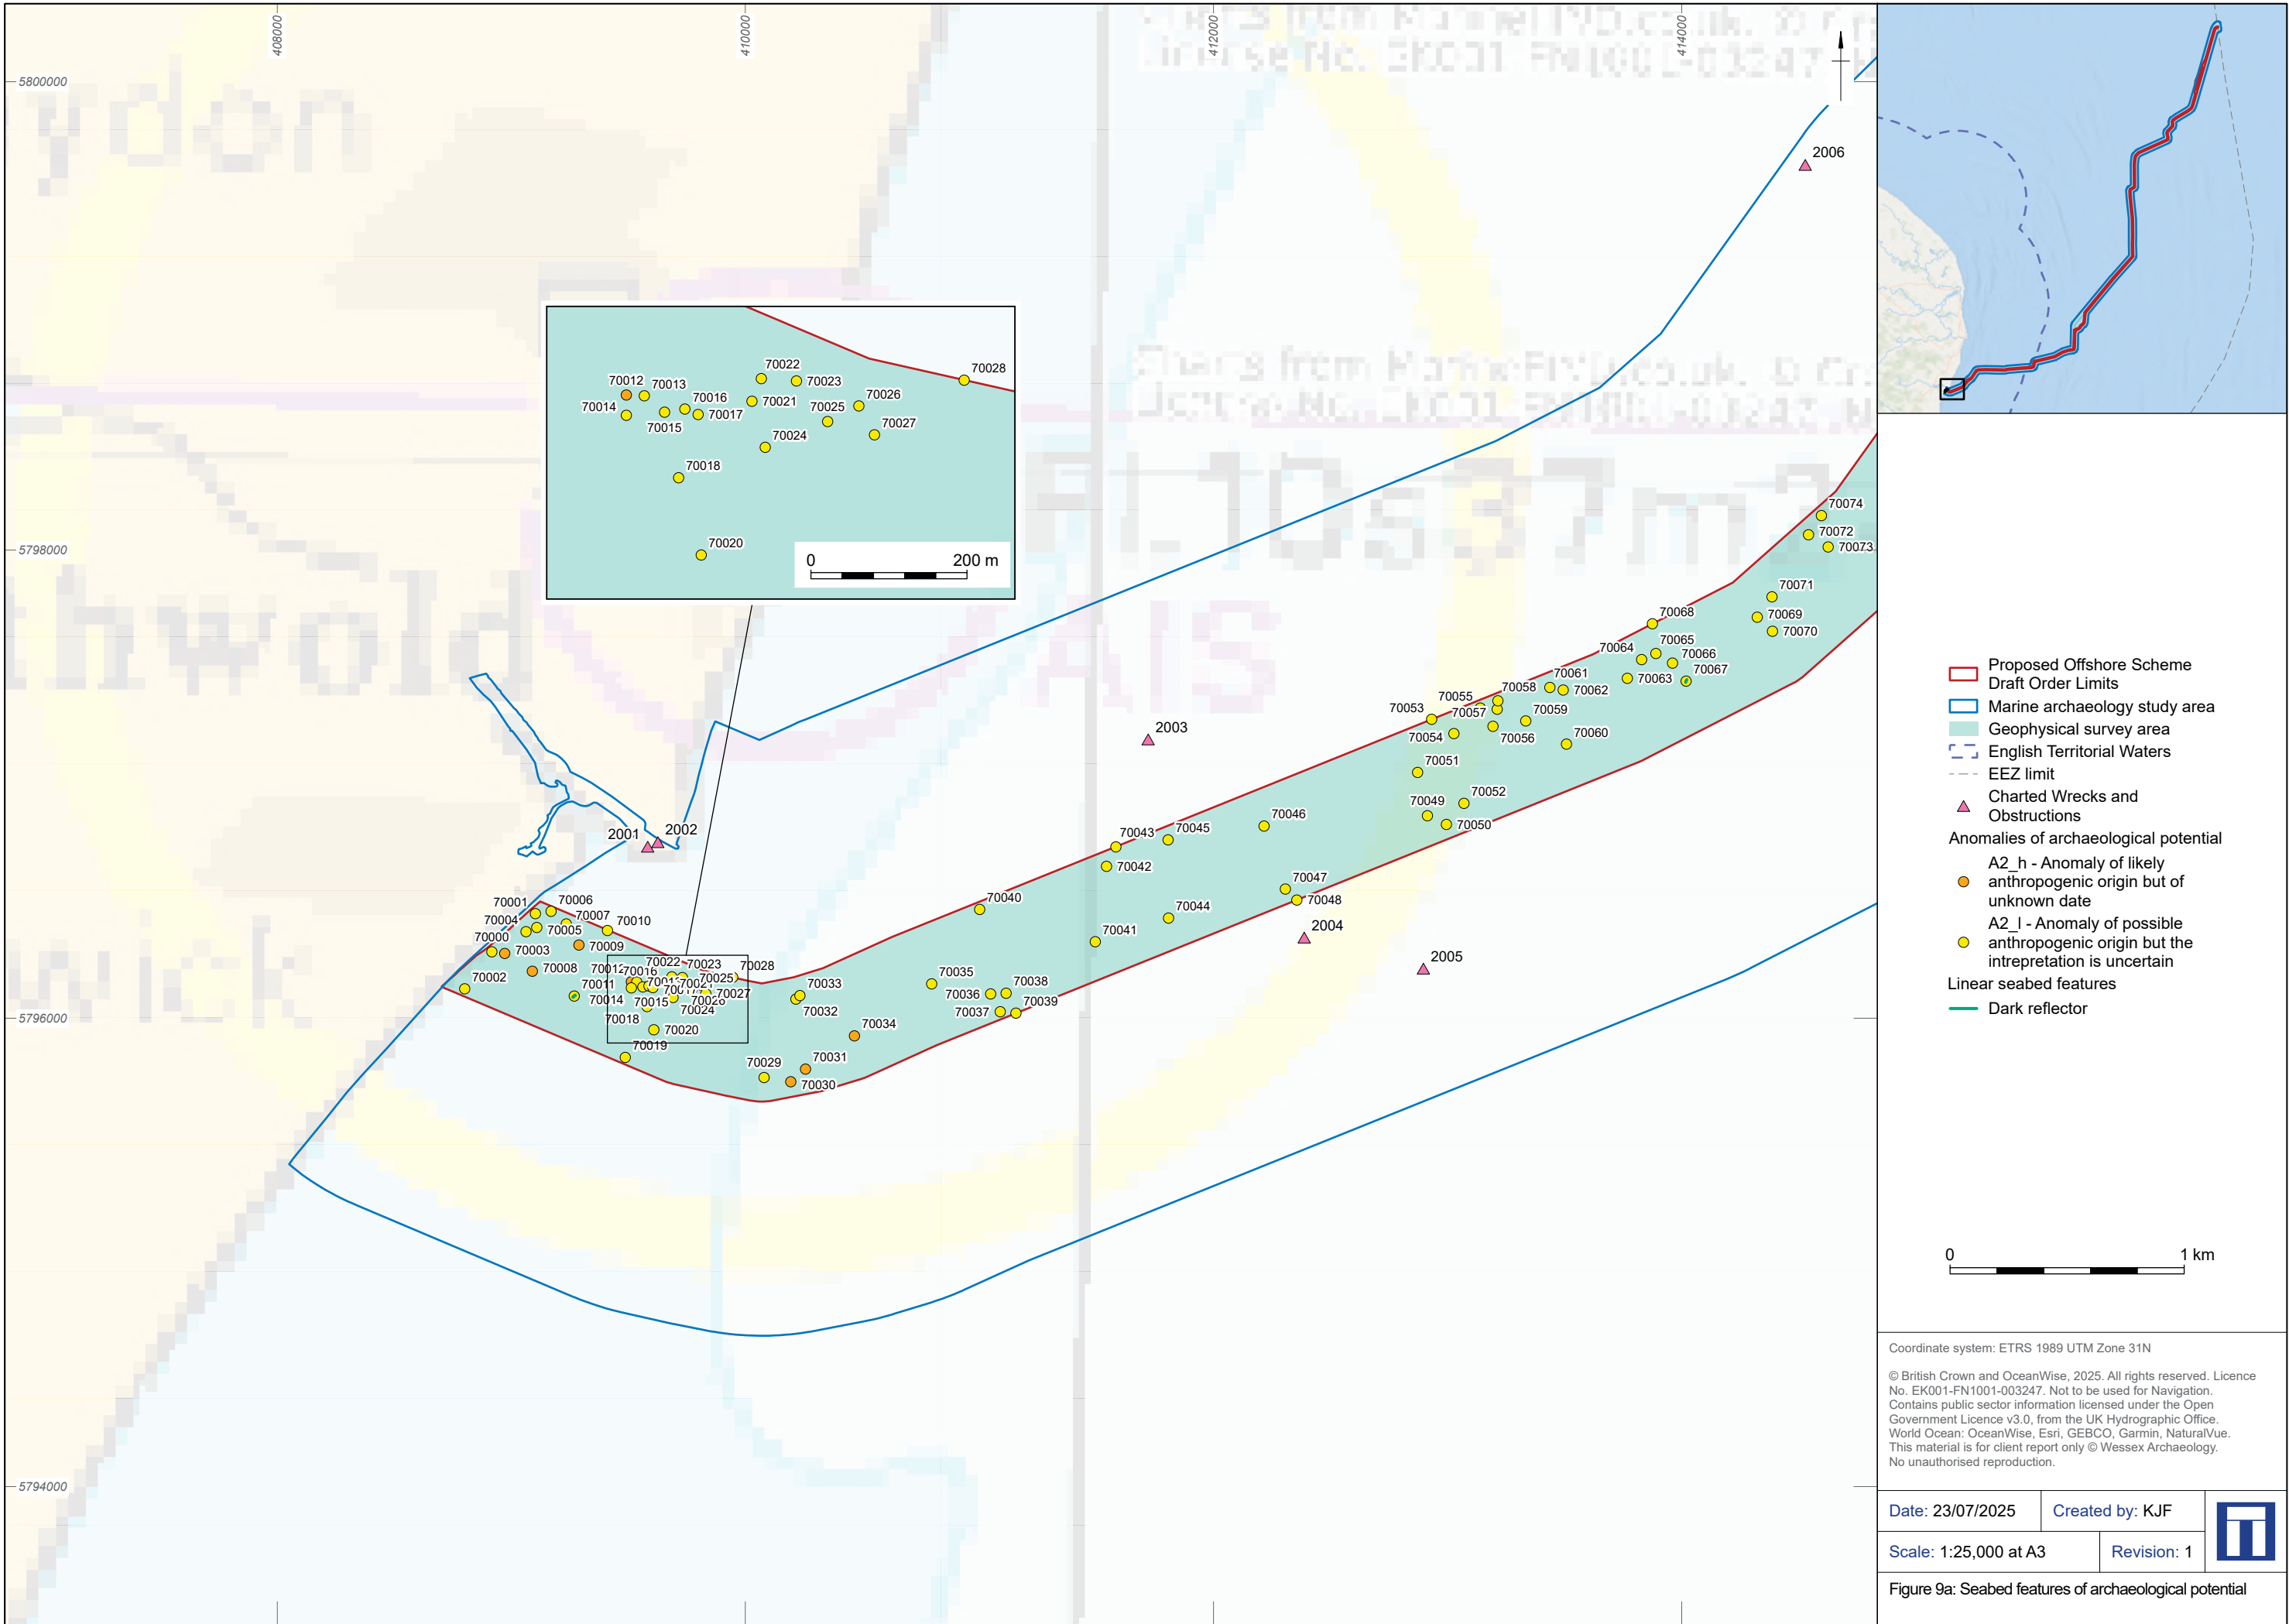 408000
410000
412000
414000
5800000
5798000
5796000
5794000
ydon
thwold
wick
Fl.10s37m
AIS
2006
2003
2001
2002
2004
2005
70022
70028
70012
70013
70023
70016
70026
70014
70021
70025
70015
70017
70027
70024
70018
70020
0
200 m
70074
70072
70073
70071
70069
70070
70068
70065
70064
70066
70067
70063
70061
70062
70058
70055
70053
70057
70059
70054
70056
70060
70051
70052
70049
70050
70046
70045
70043
70042
70047
70048
70044
70041
70040
70006
70001
70007
70004
70010
70005
70000
70009
70003
70008
70002
70011
70014
70022
70023
70028
70012
70016
70025
70027
70015
70024
70018
70020
70019
70033
70032
70035
70036
70038
70037
70039
70034
70031
70029
70030
Proposed Offshore Scheme
Draft Order Limits
Marine archaeology study area
Geophysical survey area
English Territorial Waters
EEZ limit
Charted Wrecks and
Obstructions
Anomalies of archaeological potential
A2_h - Anomaly of likely
anthropogenic origin but of
unknown date
A2_l - Anomaly of possible
anthropogenic origin but the
intrepretation is uncertain
Linear seabed features
Dark reflector
0
1 km
Coordinate system: ETRS 1989 UTM Zone 31N
© British Crown and OceanWise, 2025. All rights reserved. Licence
No. EK001-FN1001-003247. Not to be used for Navigation.
Contains public sector information licensed under the Open
Government Licence v3.0, from the UK Hydrographic Office.
World Ocean: OceanWise, Esri, GEBCO, Garmin, NaturalVue.
This material is for client report only © Wessex Archaeology.
No unauthorised reproduction.
Date: 23/07/2025
Created by: KJF
Scale: 1:25,000 at A3
Revision: 1
Figure 9a: Seabed features of archaeological potential